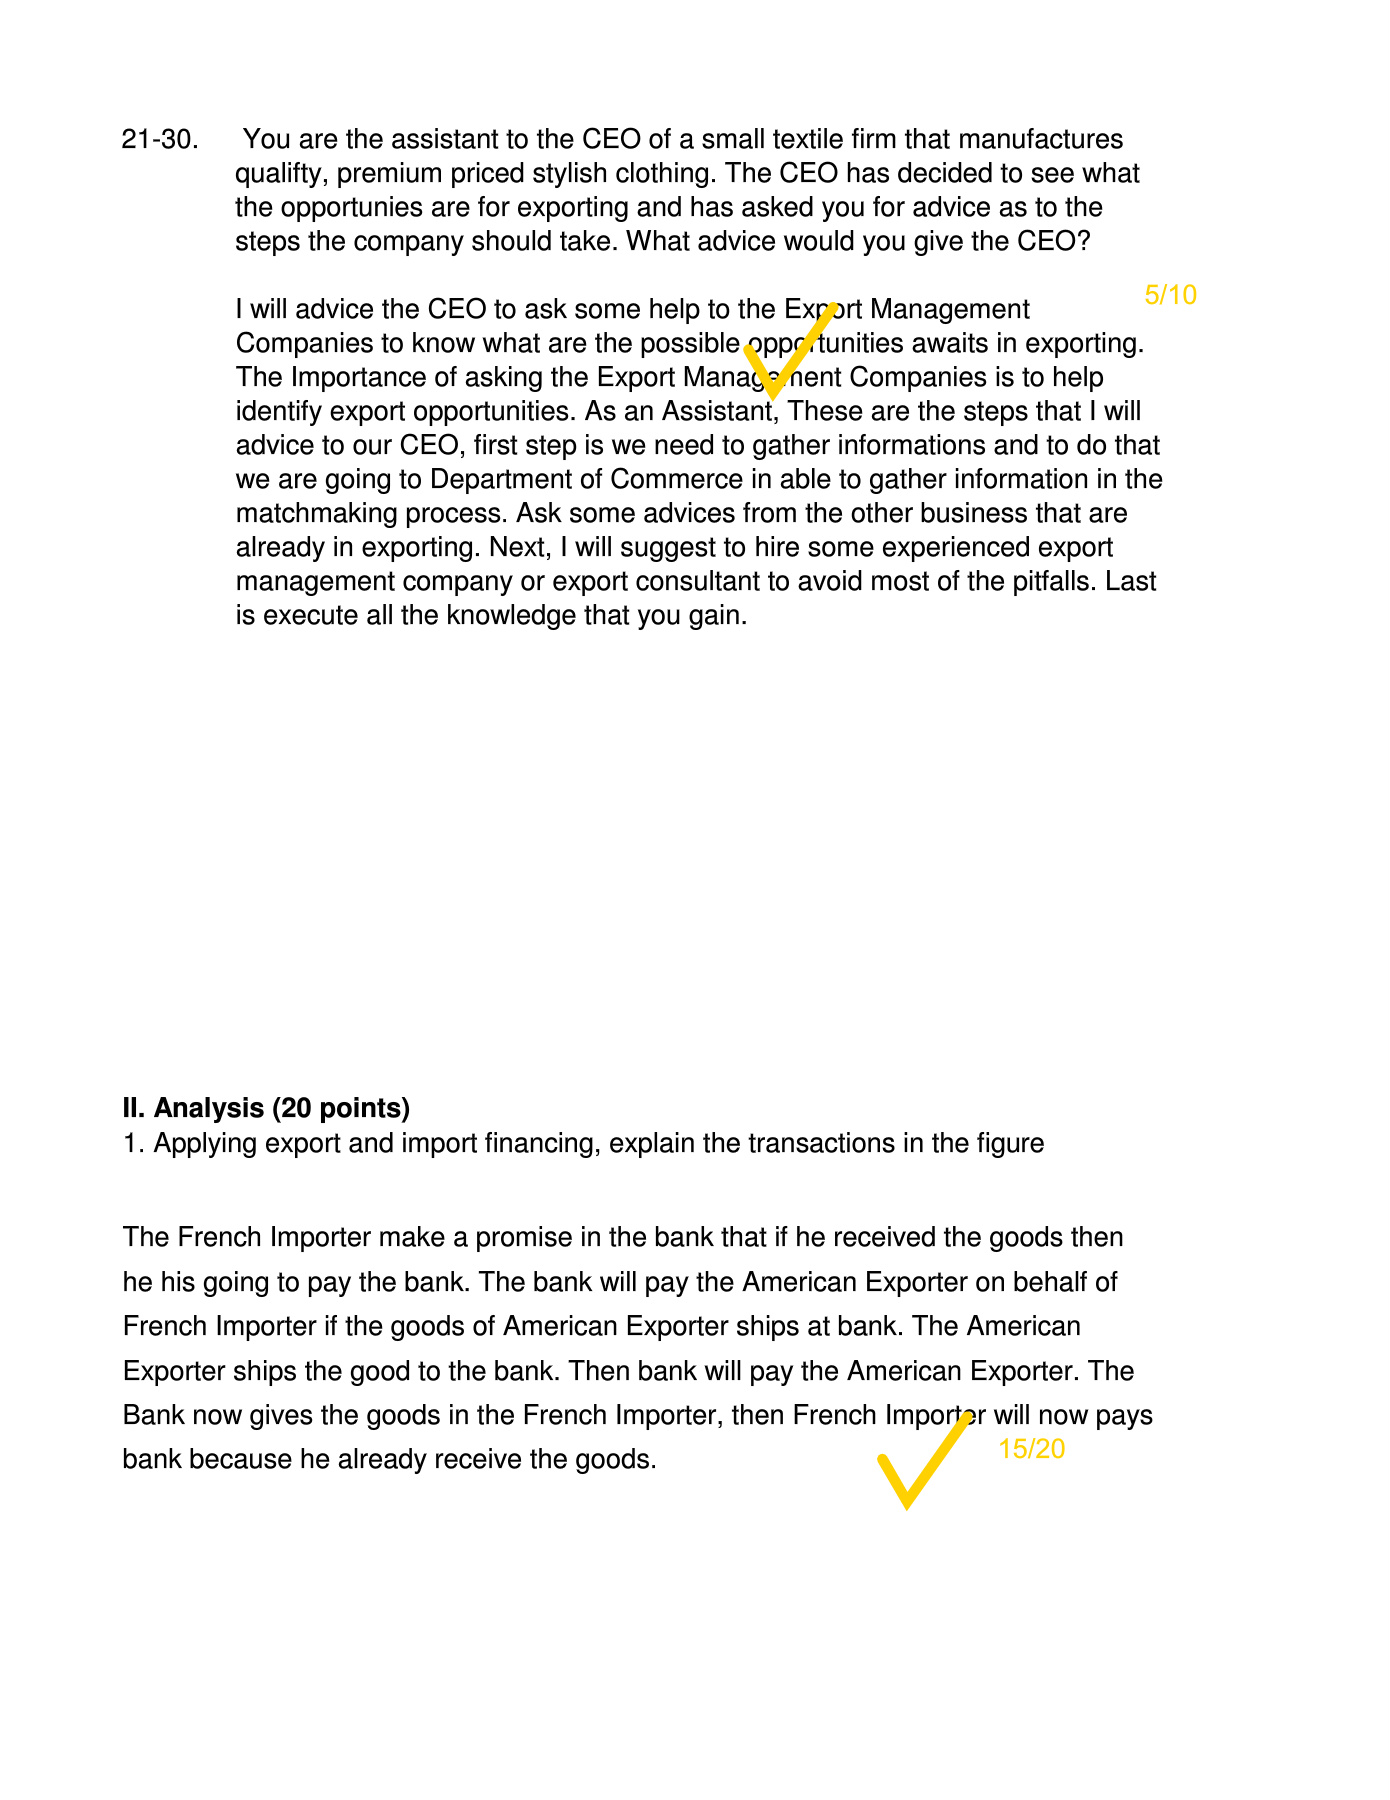 21-30. You are the assistant to the CEO of a small textile firm that manufactures
qualifty, premium priced stylish clothing. The CEO has decided to see what
the opportunies are for exporting and has asked you for advice as to the
steps the company should take. What advice would you give the CEO?
5/10
I will advice the CEO to ask some help to the Export Management
Companies to know what are the possible opportunities awaits in exporting.
The Importance of asking the Export Management Companies is to help
identify export opportunities. As an Assistant, These are the steps that I will
advice to our CEO, first step is we need to gather informations and to do that
we are going to Department of Commerce in able to gather information in the
matchmaking process. Ask some advices from the other business that are
already in exporting. Next, I will suggest to hire some experienced export
management company or export consultant to avoid most of the pitfalls. Last
is execute all the knowledge that you gain.
II. Analysis (20 points)
1. Applying export and import financing, explain the transactions in the figure
The French Importer make a promise in the bank that if he received the goods then
he his going to pay the bank. The bank will pay the American Exporter on behalf of
French Importer if the goods of American Exporter ships at bank. The American
Exporter ships the good to the bank. Then bank will pay the American Exporter. The
Bank now gives the goods in the French Importer, then French Importer will now pays
bank because he already receive the goods.
15/20